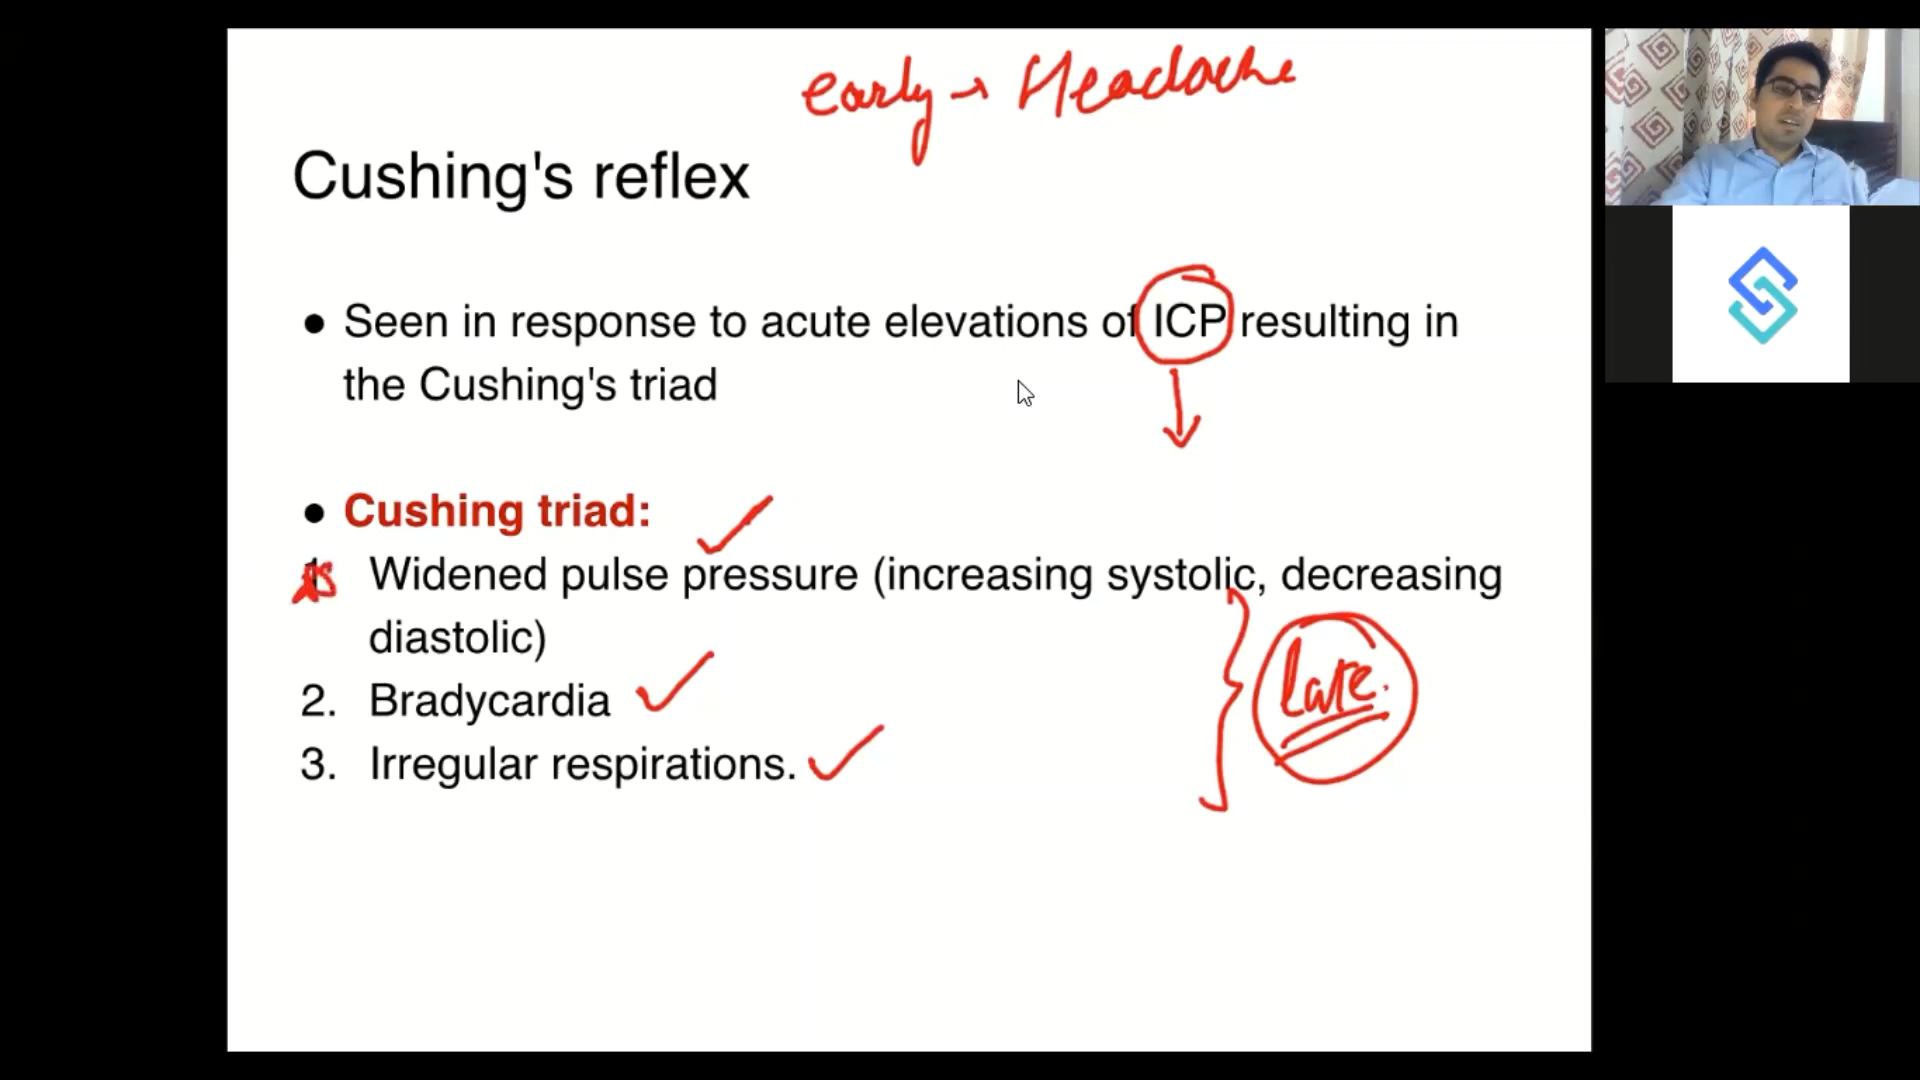 early → Headache
Cushing's reflex
● Seen in response to acute elevations of ICP resulting in
the Cushing's triad
● Cushing triad:
Widened pulse pressure (increasing systolic, decreasing
diastolic)
2. Bradycardia
3. Irregular respirations.
late.